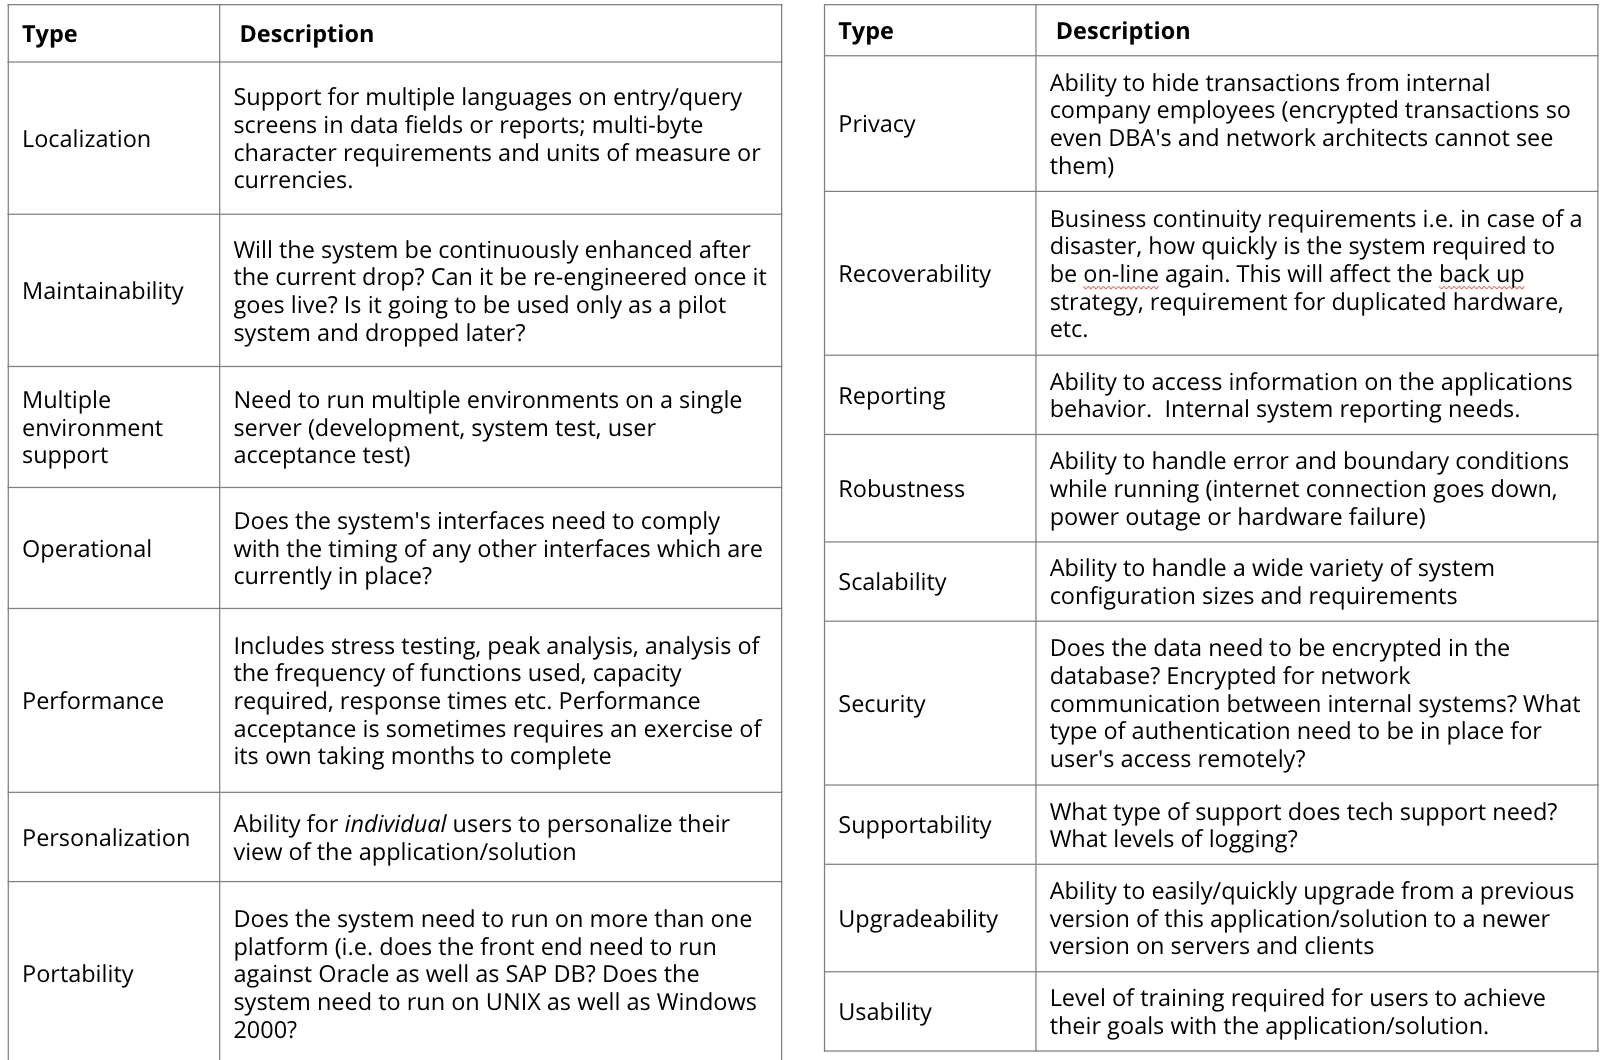 Type
Description
Localization
Support for multiple languages on entry/query
screens in data fields or reports; multi-byte
character requirements and units of measure or
currencies.
Maintainability
Will the system be continuously enhanced after
the current drop? Can it be re-engineered once it
goes live? Is it going to be used only as a pilot
system and dropped later?
Multiple
environment
support
Need to run multiple environments on a single
server (development, system test, user
acceptance test)
Operational
Does the system's interfaces need to comply
with the timing of any other interfaces which are
currently in place?
Performance
Includes stress testing, peak analysis, analysis of
the frequency of functions used, capacity
required, response times etc. Performance
acceptance is sometimes requires an exercise of
its own taking months to complete
Personalization
Ability for individual users to personalize their
view of the application/solution
Portability
Does the system need to run on more than one
platform (i.e. does the front end need to run
against Oracle as well as SAP DB? Does the
system need to run on UNIX as well as Windows
2000?
Type
Description
Privacy
Ability to hide transactions from internal
company employees (encrypted transactions so
even DBA's and network architects cannot see
them)
Recoverability
Business continuity requirements i.e. in case of a
disaster, how quickly is the system required to
be on-line again. This will affect the back up
strategy, requirement for duplicated hardware,
etc.
Reporting
Ability to access information on the applications
behavior.  Internal system reporting needs.
Robustness
Ability to handle error and boundary conditions
while running (internet connection goes down,
power outage or hardware failure)
Scalability
Ability to handle a wide variety of system
configuration sizes and requirements
Security
Does the data need to be encrypted in the
database? Encrypted for network
communication between internal systems? What
type of authentication need to be in place for
user's access remotely?
Supportability
What type of support does tech support need?
What levels of logging?
Upgradeability
Ability to easily/quickly upgrade from a previous
version of this application/solution to a newer
version on servers and clients
Usability
Level of training required for users to achieve
their goals with the application/solution.